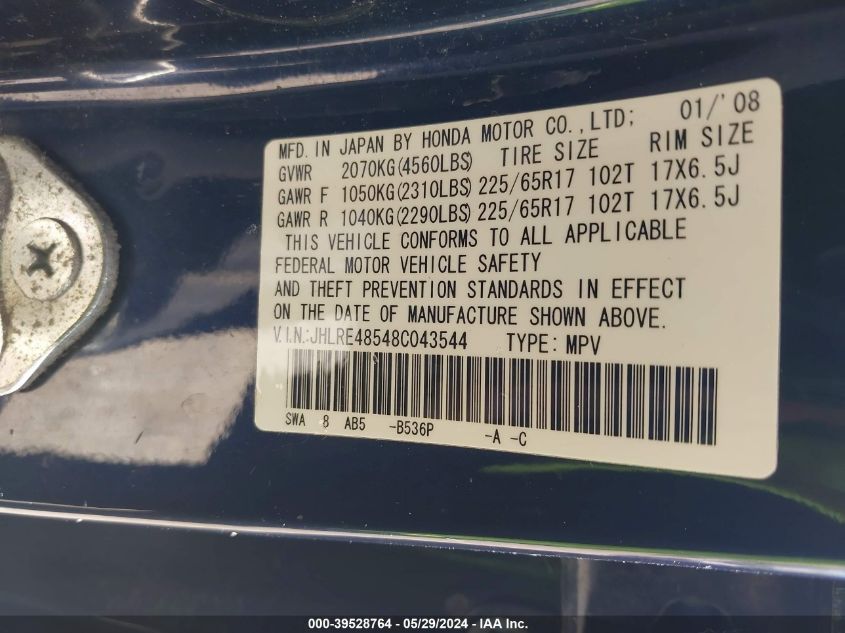 MFD. IN JAPAN BY HONDA MOTOR CO., LTD; 01/'08
GVWR 2070KG(4560LBS) TIRE SIZE RIM SIZE
GAWR F 1050KG(2310LBS) 225/65R17 102T 17X6.5J
GAWR R 1040KG(2290LBS) 225/65R17 102T 17X6.5J
THIS VEHICLE CONFORMS TO ALL APPLICABLE
FEDERAL MOTOR VEHICLE SAFETY
AND THEFT PREVENTION STANDARDS IN EFFECT
ON THE DATE OF MANUFACTURE SHOWN ABOVE.
V.I.N.:JHLRE48548C043544 TYPE: MPV
SWA 8 AB5 -B536P -A -C
000-39528764 - 05/29/2024 - IAA Inc.